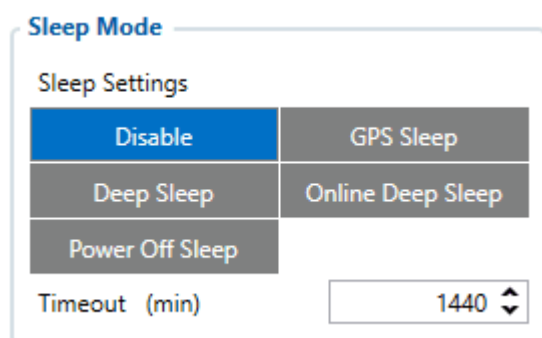 Sleep Mode
Sleep Settings
Disable GPS Sleep
Deep Sleep Online Deep Sleep
Power Off Sleep
Timeout (min) 1440